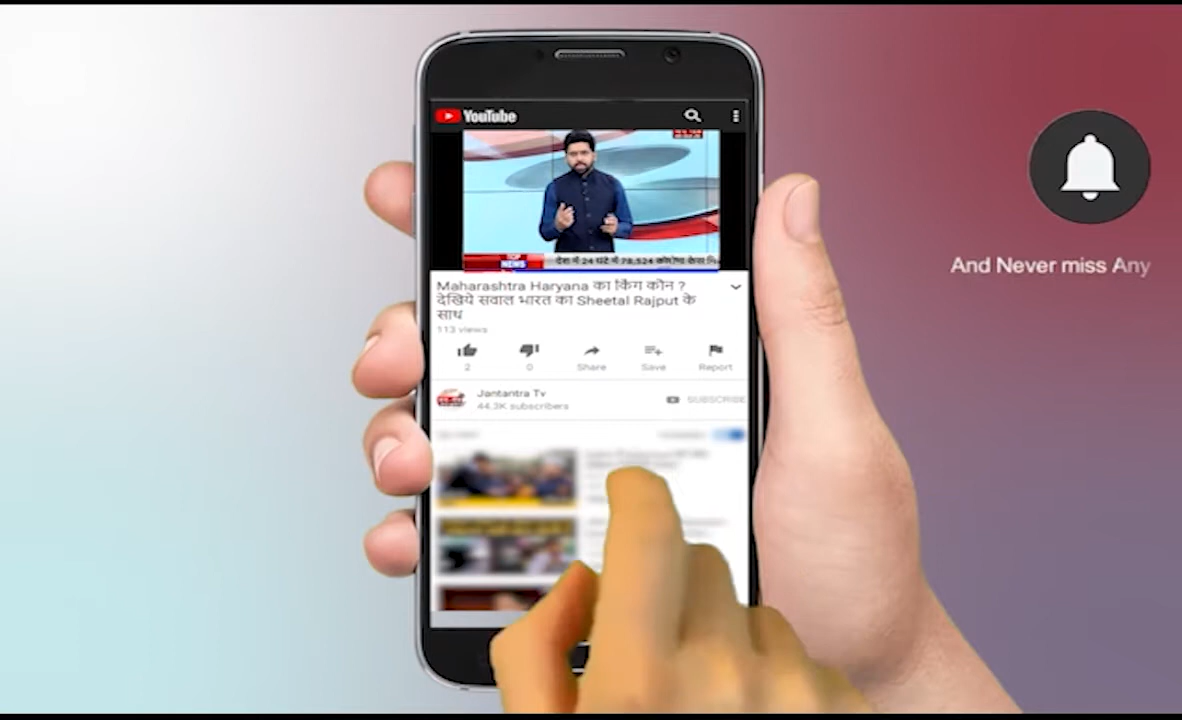 YouTube
TOP
NEWS
देश में 24 घंटे में 78,524 कोरोना केस मि
Maharashtra Haryana का किंग कौन ?
देखिये सवाल भारत का Sheetal Rajput के
साथ
113 views
2
0
Share
Save
Report
Jantantra Tv
44.3K subscribers
SUBSCRIBE
And Never miss Any